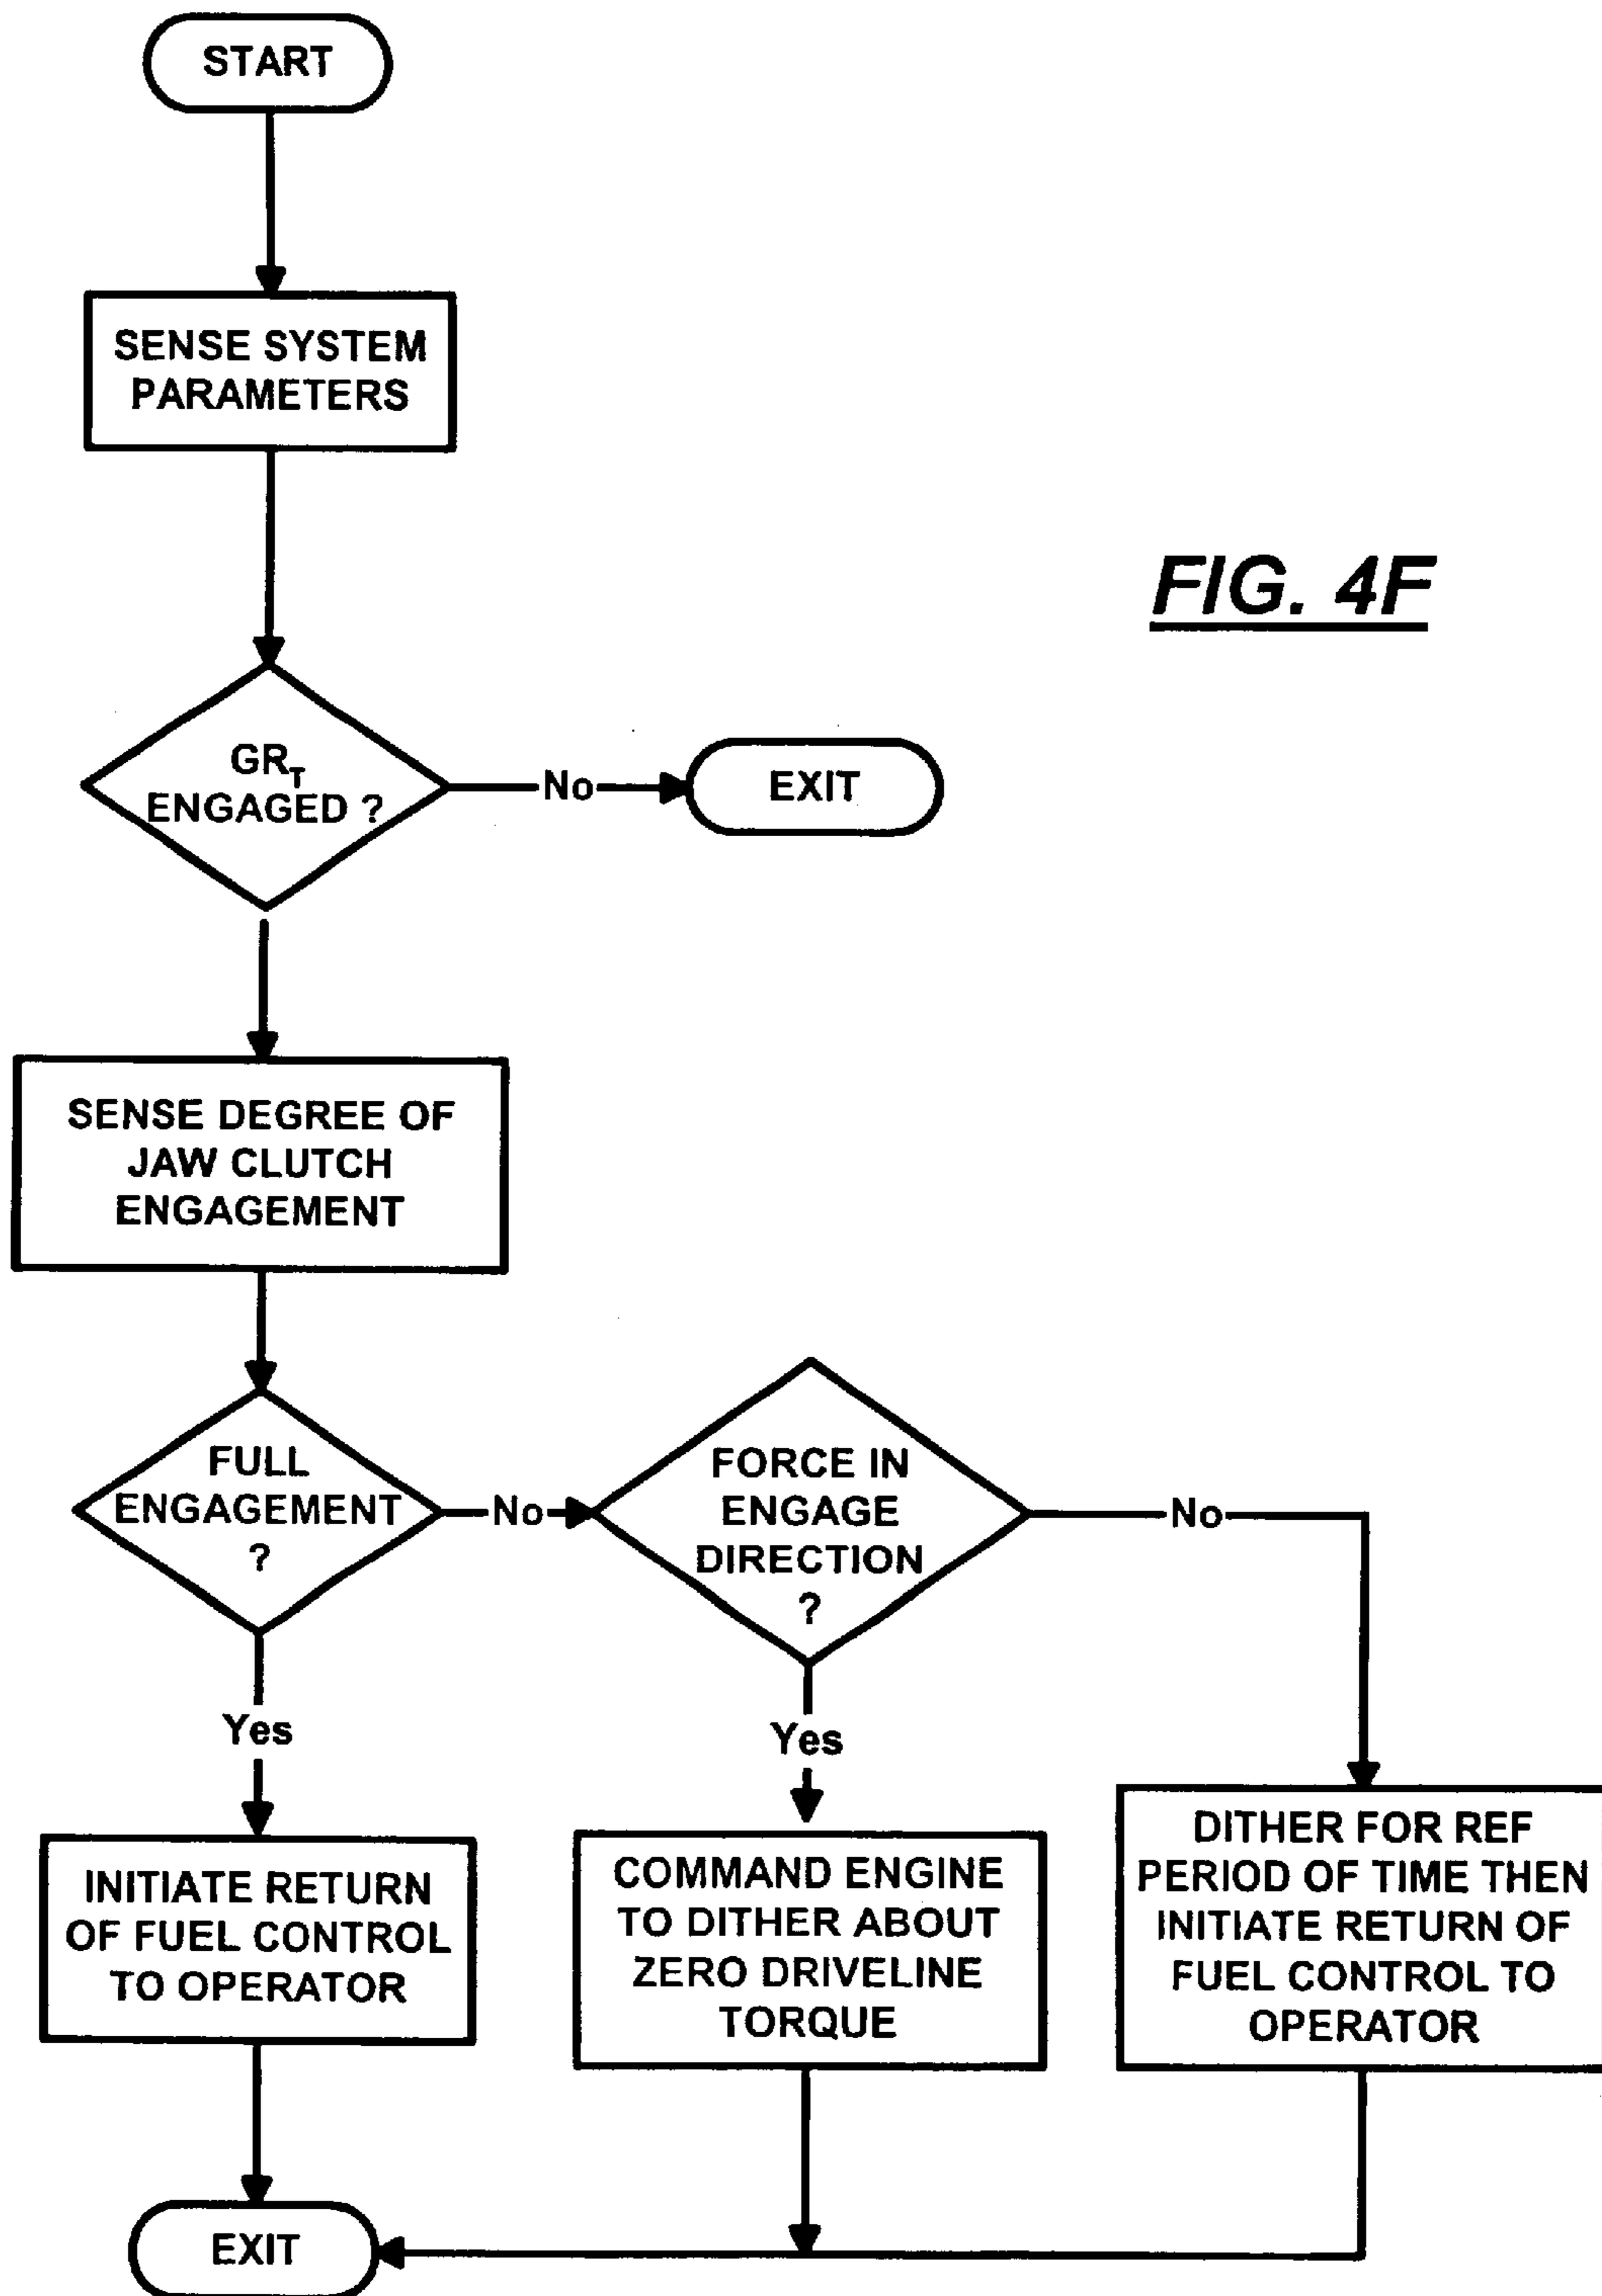 START
SENSE SYSTEM
PARAMETERS
FIG. 4F
GR_T
ENGAGED ?
No
EXIT
SENSE DEGREE OF
JAW CLUTCH
ENGAGEMENT
FULL
ENGAGEMENT
?
No
FORCE IN
ENGAGE
DIRECTION
?
No
Yes
Yes
INITIATE RETURN
OF FUEL CONTROL
TO OPERATOR
COMMAND ENGINE
TO DITHER ABOUT
ZERO DRIVELINE
TORQUE
DITHER FOR REF
PERIOD OF TIME THEN
INITIATE RETURN OF
FUEL CONTROL TO
OPERATOR
EXIT